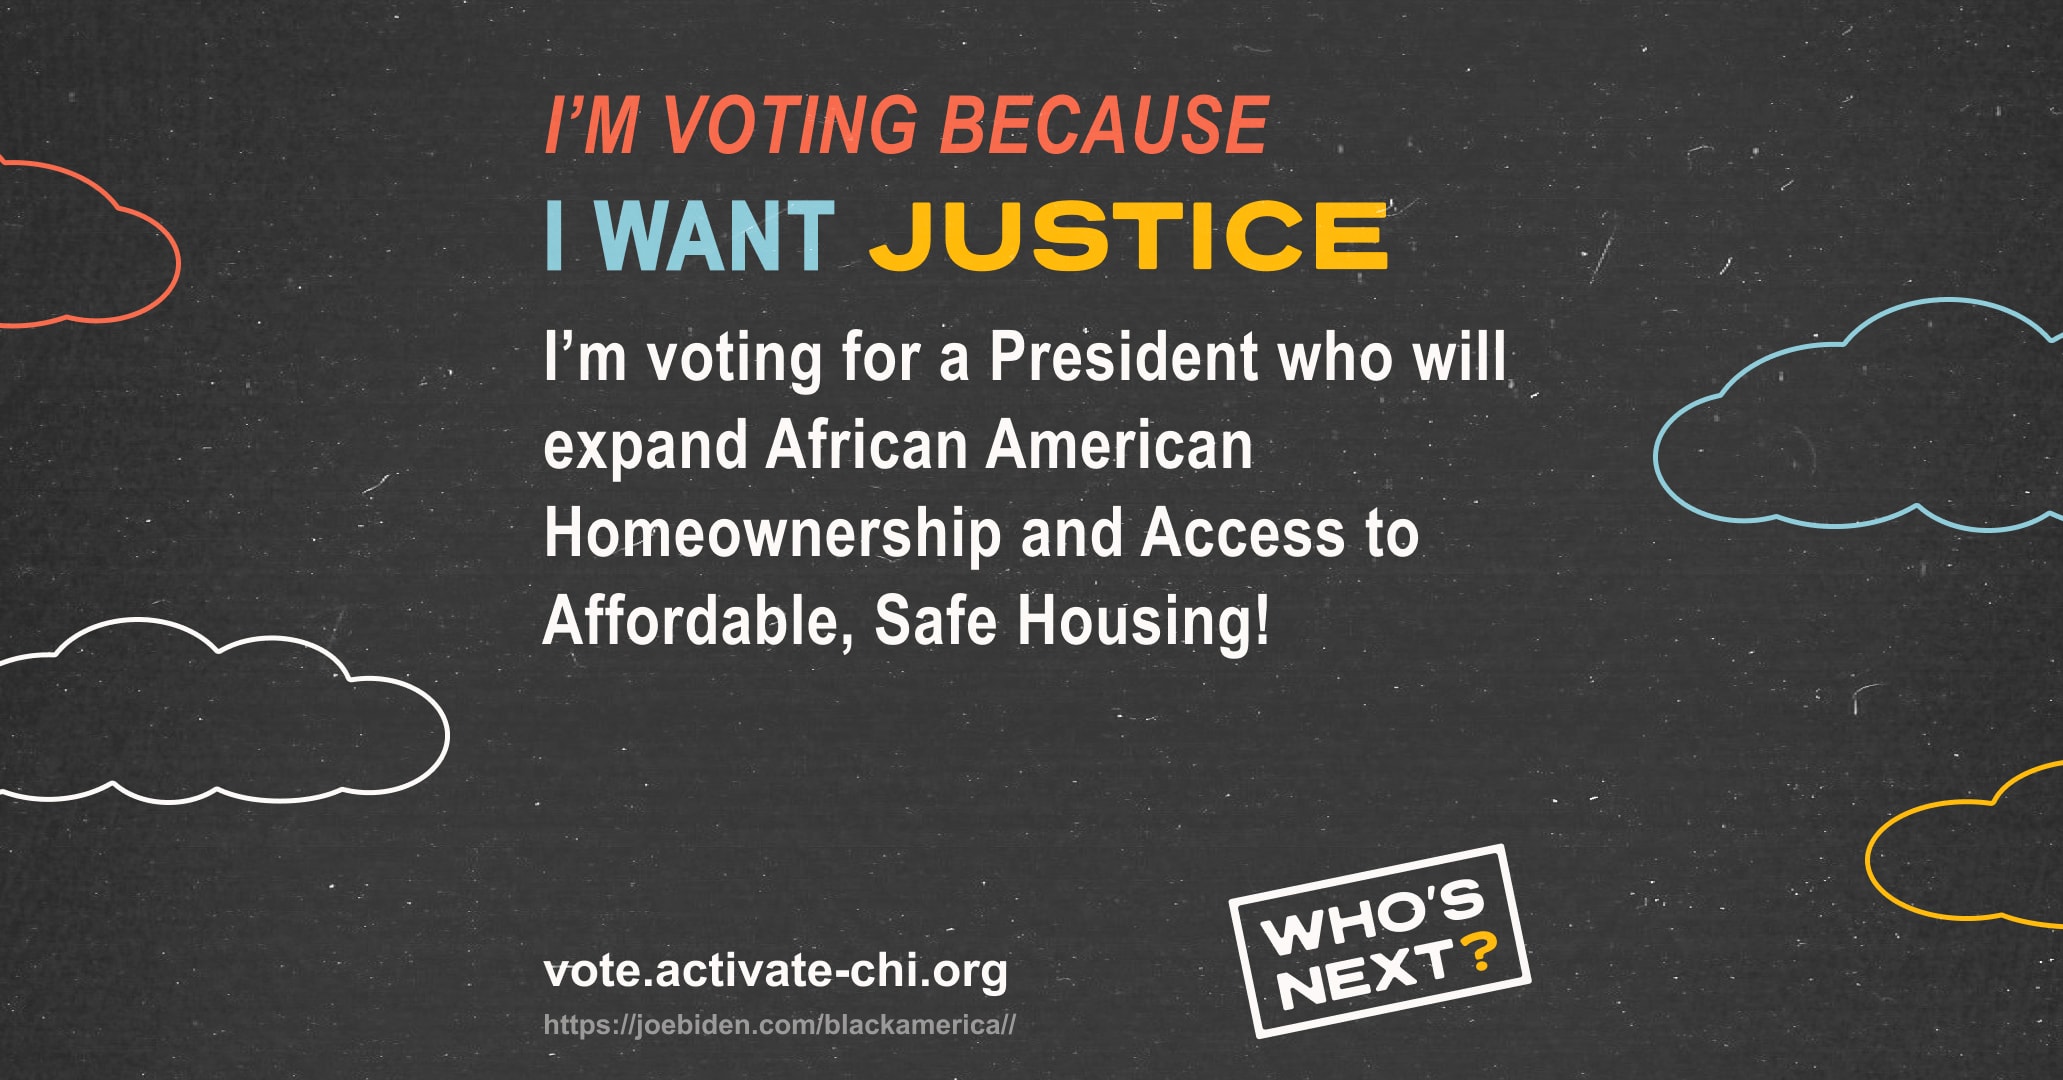 I’M VOTING BECAUSE
I WANT JUSTICE
I’m voting for a President who will
expand African American
Homeownership and Access to
Affordable, Safe Housing!
WHO’S
NEXT?
vote.activate-chi.org
https://joebiden.com/blackamerica//